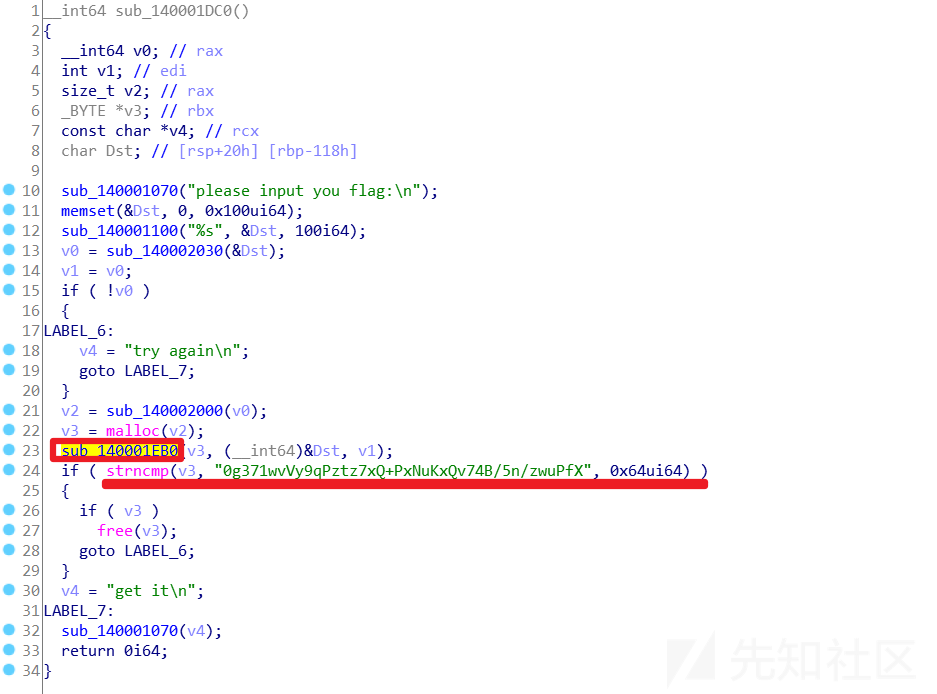 1 __int64 sub_140001DC0()
2 {
3 __int64 v0; // rax
4 int v1; // edi
5 size_t v2; // rax
6 _BYTE *v3; // rbx
7 const char *v4; // rcx
8 char Dst; // [rsp+20h] [rbp-118h]
9
10 sub_140001070("please input you flag:\n");
11 memset(&Dst, 0, 0x100ui64);
12 sub_140001100("%s", &Dst, 100i64);
13 v0 = sub_140002030(&Dst);
14 v1 = v0;
15 if ( !v0 )
16 {
17 LABEL_6:
18 v4 = "try again\n";
19 goto LABEL_7;
20 }
21 v2 = sub_140002000(v0);
22 v3 = malloc(v2);
23 sub_140001EB0(v3, (__int64)&Dst, v1);
24 if ( strncmp(v3, "0g371wvVy9qPztz7xQ+PxNuKxQv74B/5n/zwuPfX", 0x64ui64) )
25 {
26 if ( v3 )
27 free(v3);
28 goto LABEL_6;
29 }
30 v4 = "get it\n";
31 LABEL_7:
32 sub_140001070(v4);
33 return 0i64;
34 }
先知社区